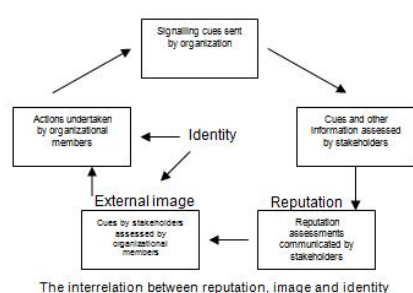 Signalling cues sent
by organization
Actions undertaken
by organizational
members
Identity
Cues and other
information assessed
by stakeholders
External image
Reputation
Cues by stakeholders
assessed by
organizational
members
Reputation
assessments
communicated by
stakeholders
The interrelation between reputation, image and identity